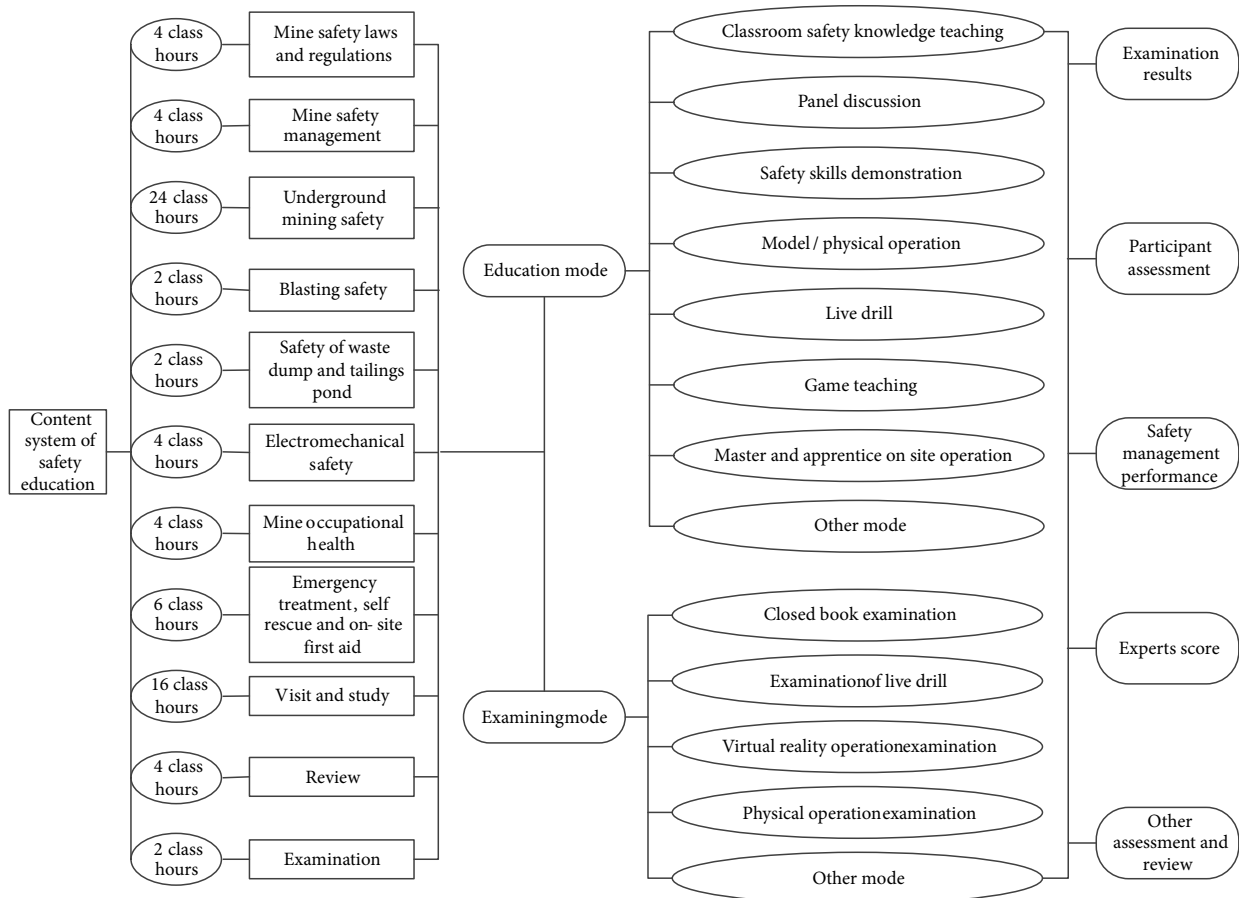 Content
system of
safety
education
4 class
hours
Mine safety laws
and regulations
4 class
hours
Mine safety
management
24 class
hours
Underground
mining safety
2 class
hours
Blasting safety
2 class
hours
Safety of waste
dump and tailings
pond
4 class
hours
Electromechanical
safety
4 class
hours
Mine occupational
health
6 class
hours
Emergency
treatment, self
rescue and on- site
first aid
16 class
hours
Visit and study
4 class
hours
Review
2 class
hours
Examination
Education mode
Classroom safety knowledge teaching
Panel discussion
Safety skills demonstration
Model / physical operation
Live drill
Game teaching
Master and apprentice on site operation
Other mode
Examiningmode
Closed book examination
Examinationof live drill
Virtual reality operationexamination
Physical operationexamination
Other mode
Examination
results
Participant
assessment
Safety
management
performance
Experts score
Other
assessment and
review